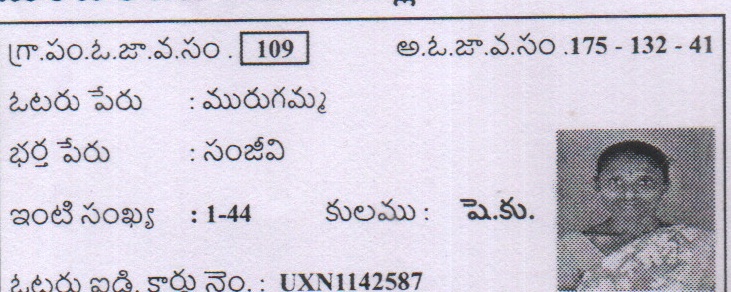 గ్రా.పం.ఓ.జా.వ.సం . 109 అ.ఓ.జా.వ.సం .175 - 132 - 41
ఓటరు పేరు : మురుగమ్మ
భర్త పేరు : సంజీవి
ఇంటి సంఖ్య : 1-44 కులము : షె.కు.
ఓటరు ఐడి. కార్డు నెం. : UXN1142587